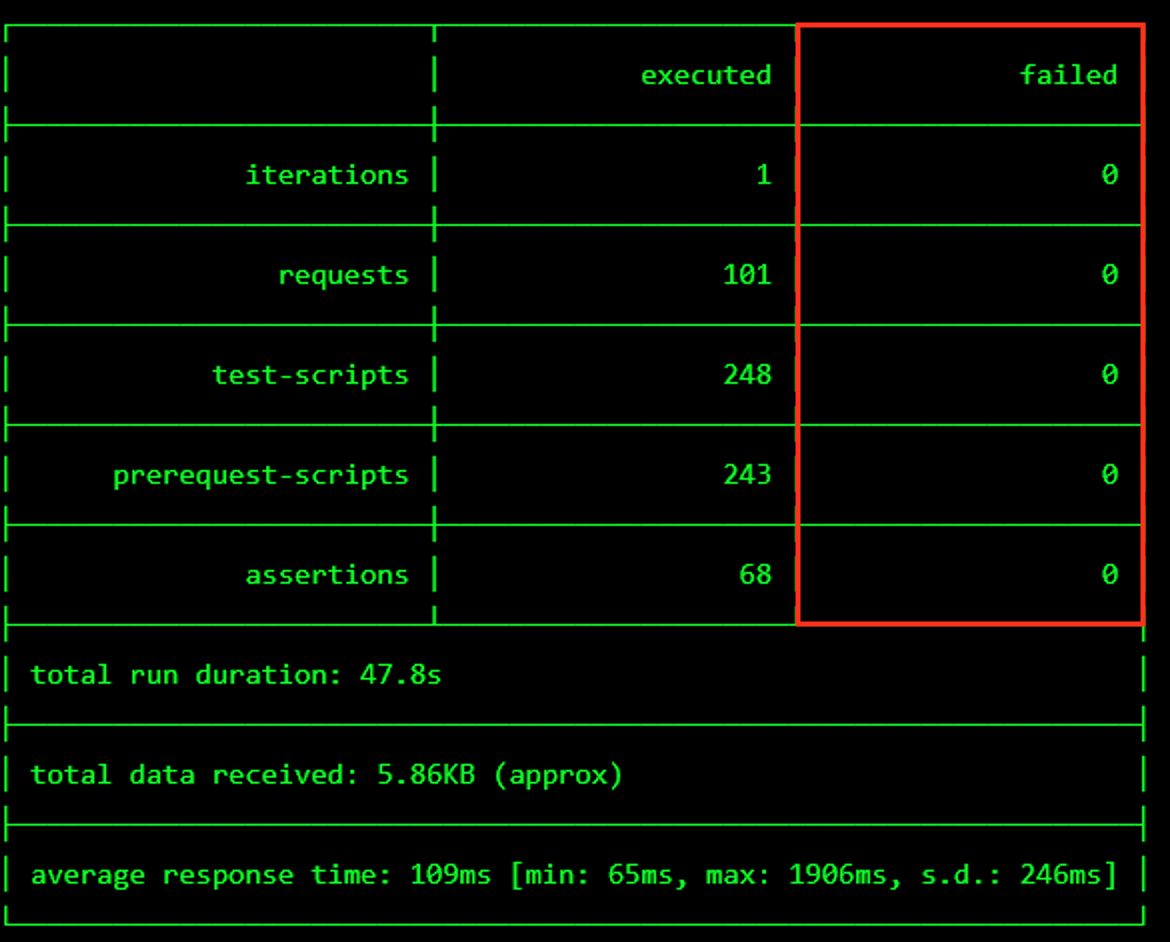 executed failed
iterations 1 0
requests 101 0
test-scripts 248 0
prerequest-scripts 243 0
assertions 68 0
total run duration: 47.8s
total data received: 5.86KB (approx)
average response time: 109ms [min: 65ms, max: 1906ms, s.d.: 246ms]